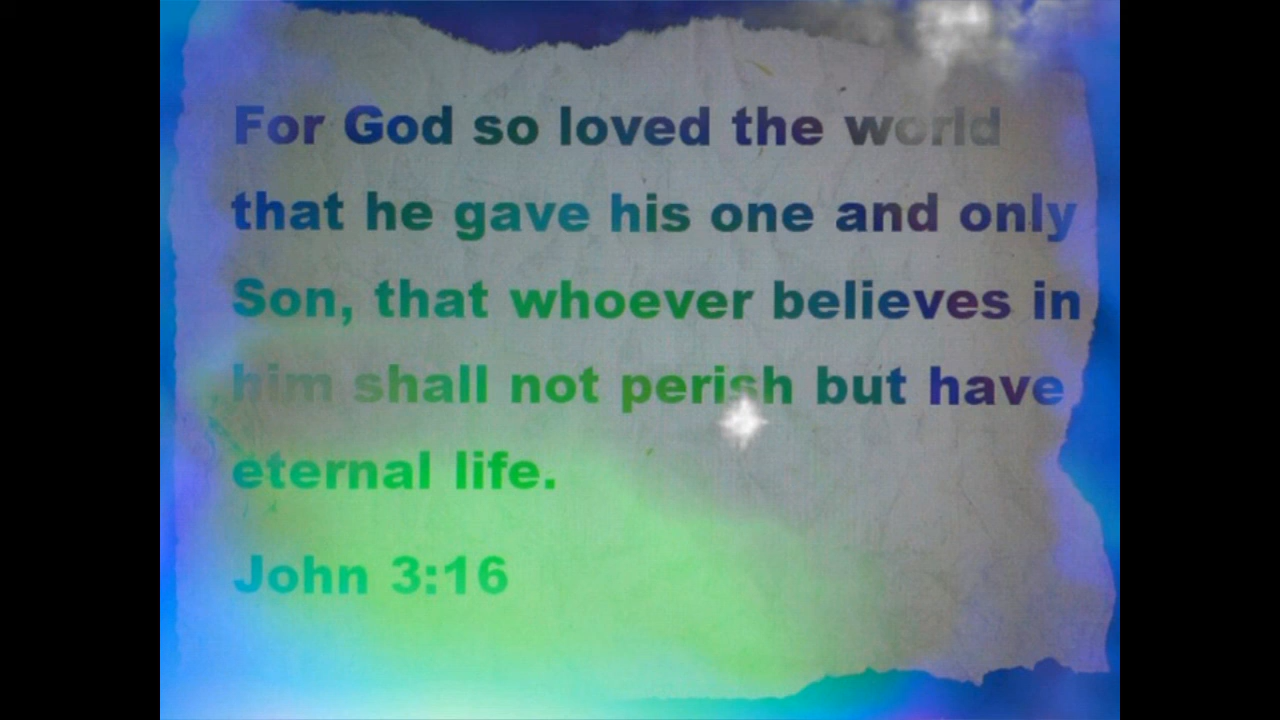 For God so loved the world
that he gave his one and only
Son, that whoever believes in
him shall not perish but have
eternal life.
John 3:16